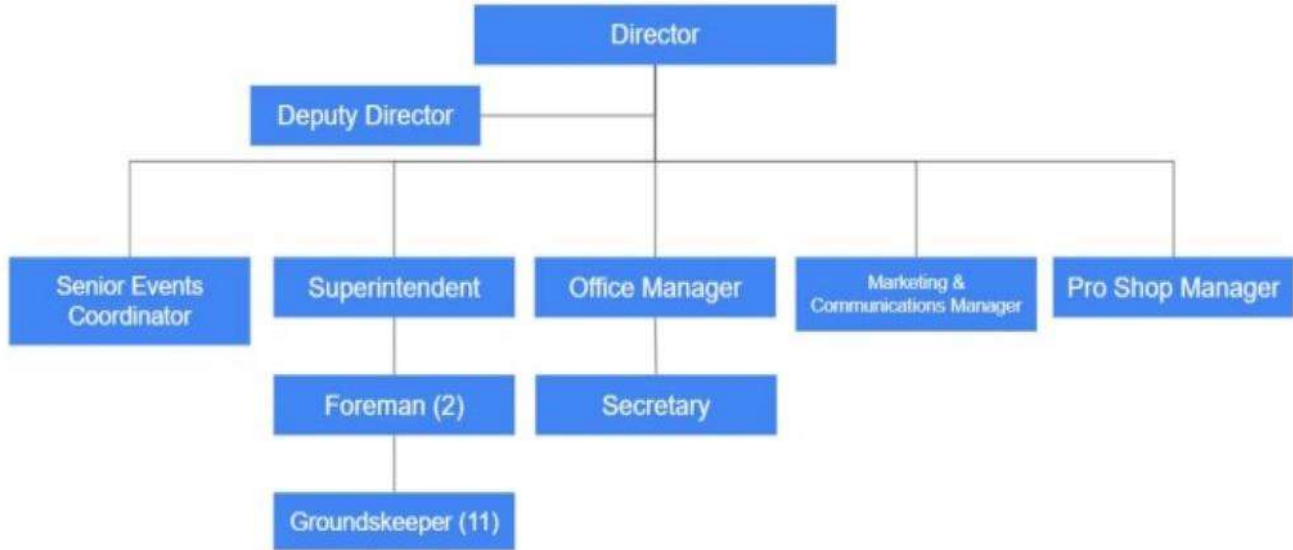 Director
Deputy Director
Senior Events
Coordinator
Superintendent
Office Manager
Marketing &
Communications Manager
Pro Shop Manager
Foreman (2)
Secretary
Groundskeeper (11)